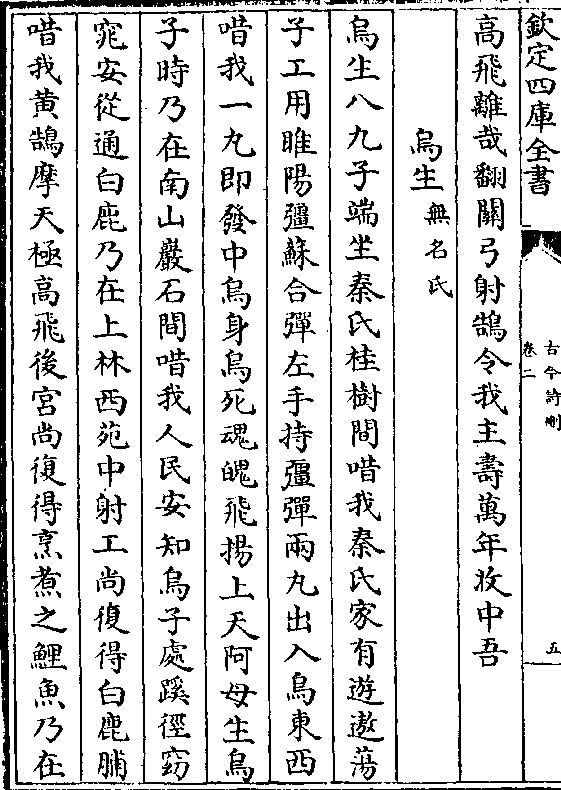 欽定四庫全書
古今詩刪
卷二
五
高飛離哉翻關弓射鵠令我主壽萬年收中吾
烏生無名氏
烏生八九子端坐秦氏桂樹間唶我秦氏家有遊遨蕩
子工用睢陽彊蘇合彈左手持彊彈兩丸出入烏東西
唶我一丸即發中烏身烏死魂魄飛揚上天阿母生烏
子時乃在南山巖石間唶我人民安知烏子處蹊徑窈
窕安從通白鹿乃在上林西苑中射工尚復得白鹿脯
唶我黄鵠摩天極高飛後宮尚復得烹煮之鯉魚乃在